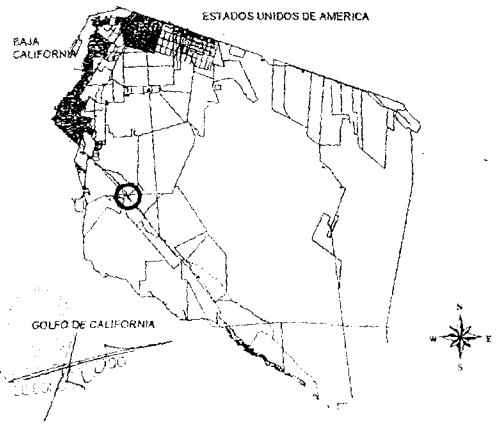 ESTADOS UNIDOS DE AMERICA
BAJA
CALIFORNIA
GOLFO DE CALIFORNIA
N
W E
S